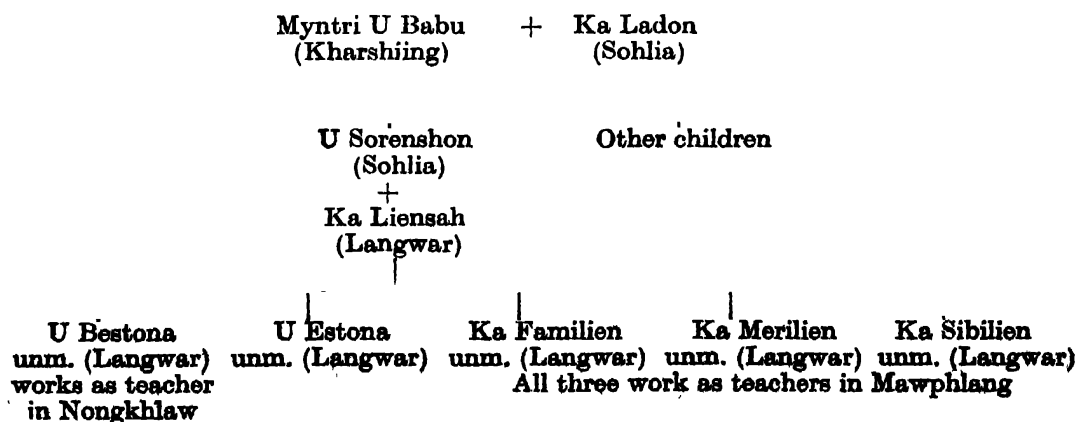 Myntri U Babu + Ka Ladon
(Kharshiing) (Sohlia)
U Sorenshon Other children
(Sohlia)
+
Ka Liensah
(Langwar)
U Bestona U Estona Ka Familien Ka Merilien Ka Sibilien
unm. (Langwar) unm. (Langwar) unm. (Langwar) unm. (Langwar) unm. (Langwar)
works as teacher All three work as teachers in Mawphlang
in Nongkhlaw